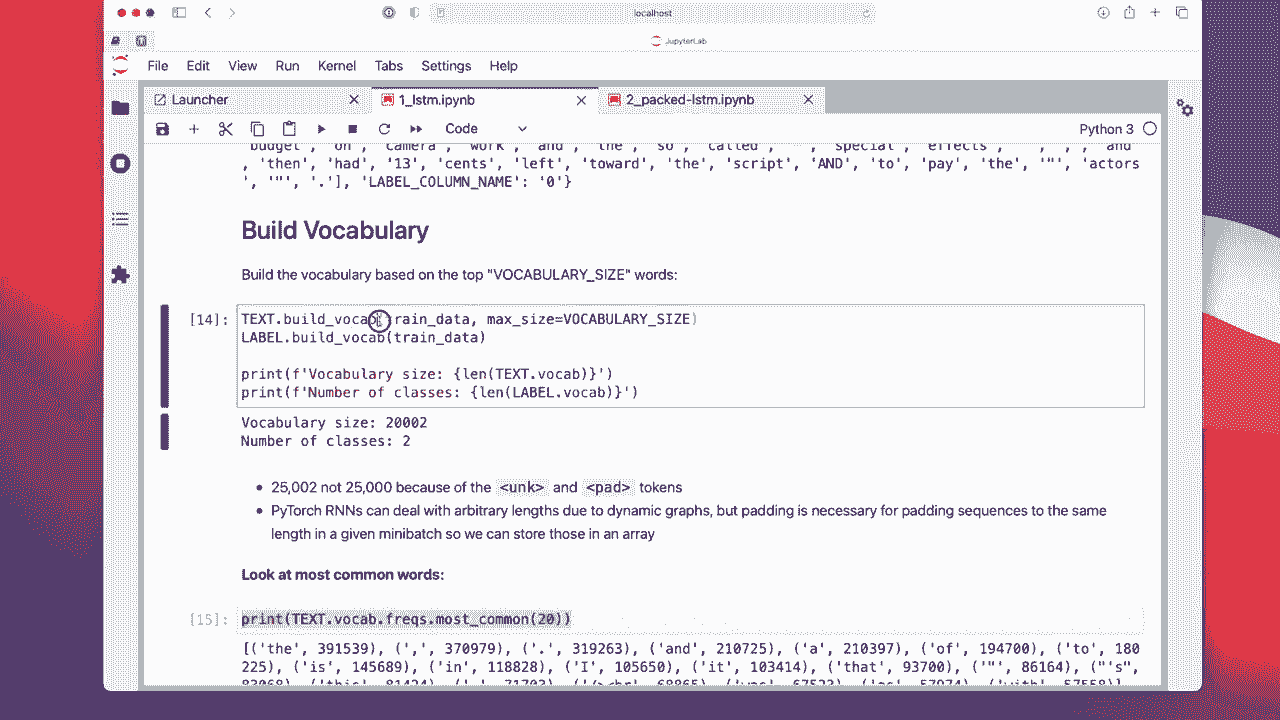 localhost
JupyterLab
File Edit View Run Kernel Tabs Settings Help
Launcher
1_lstm.ipynb
2_packed-lstm.ipynb
Code
Python 3
budget', 'on', 'camera', 'work', 'and', 'the', 'so', 'called', 'special', 'effects', 'and'
, 'then', 'had', '13', 'cents', 'left', 'toward', 'the', 'script', 'AND', 'to', 'pay', 'the', '"', 'actors
', '"', '.'], 'LABEL_COLUMN_NAME': '0'}
Build Vocabulary
Build the vocabulary based on the top "VOCABULARY_SIZE" words:
[14]:
TEXT.build_vocab(train_data, max_size=VOCABULARY_SIZE)
LABEL.build_vocab(train_data)
print(f'Vocabulary size: {len(TEXT.vocab)}')
print(f'Number of classes: {len(LABEL.vocab)}')
Vocabulary size: 20002
Number of classes: 2
• 25,002 not 25,000 because of the <unk> and <pad> tokens
• PyTorch RNNs can deal with arbitrary lengths due to dynamic graphs, but padding is necessary for padding sequences to the same
length in a given minibatch so we can store those in an array
Look at most common words:
[15]:
print(TEXT.vocab.freqs.most_common(20))
[('the', 391539), (',', 370979), ('.', 319263), ('and', 210725), ('a', 210397), ('of', 194700), ('to', 180
225), ('is', 145689), ('in', 118828), ('I', 105650), ('it', 103414), ('that', 93700), ('"', 86164), ("'s",